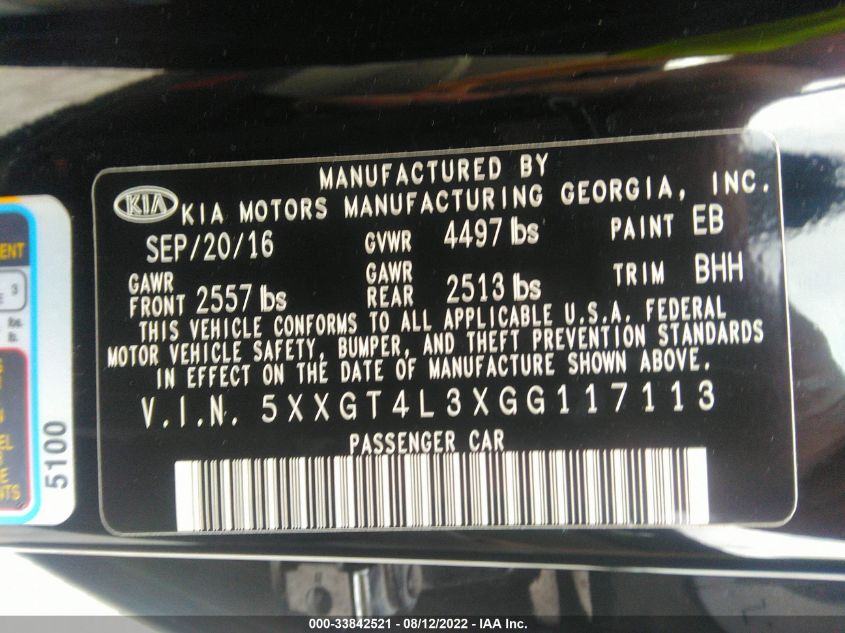 MANUFACTURED BY
KIA KIA MOTORS MANUFACTURING GEORGIA, INC.
SEP/20/16 GVWR 4497 lbs PAINT EB
GAWR FRONT 2557 lbs GAWR REAR 2513 lbs TRIM BHH
THIS VEHICLE CONFORMS TO ALL APPLICABLE U.S.A. FEDERAL
MOTOR VEHICLE SAFETY, BUMPER, AND THEFT PREVENTION STANDARDS
IN EFFECT ON THE DATE OF MANUFACTURE SHOWN ABOVE.
V.I.N. 5XXGT4L3XGG117113
PASSENGER CAR
5100
3
000-33842521 - 08/12/2022 - IAA Inc.